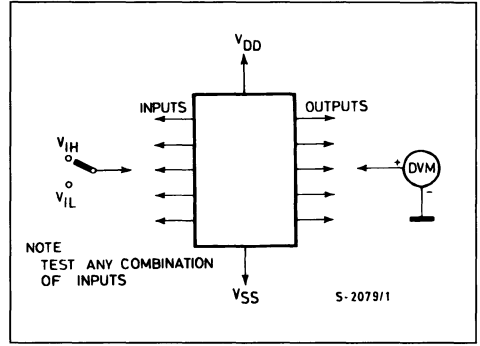 VDD
INPUTS
OUTPUTS
VIH
VIL
+
DVM
-
NOTE
TEST ANY COMBINATION
OF INPUTS
VSS
S-2079/1